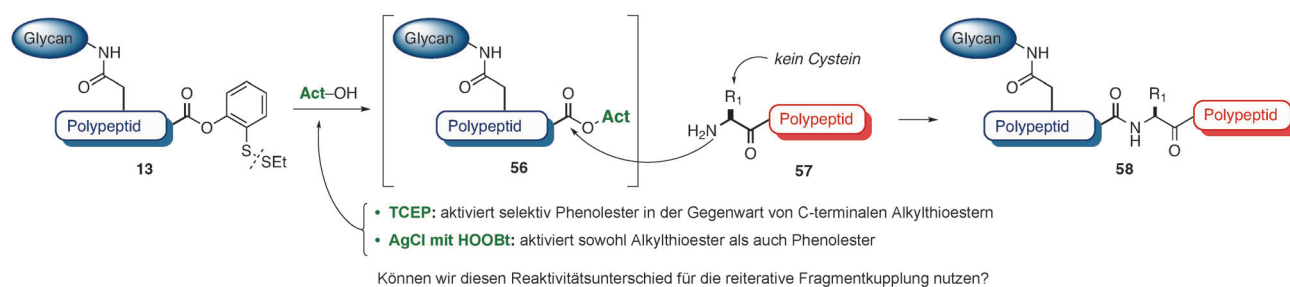 Glycan
NH
O
O
Polypeptid
O
S
SEt
13
Act–OH
Glycan
NH
O
O
Polypeptid
O
Act
56
kein Cystein
R1
H2N
O
Polypeptid
57
Glycan
NH
O
O
R1
Polypeptid
N
H
O
Polypeptid
58
• TCEP: aktiviert selektiv Phenolester in der Gegenwart von C-terminalen Alkylthioestern
• AgCl mit HOOBt: aktiviert sowohl Alkylthioester als auch Phenolester
Können wir diesen Reaktivitätsunterschied für die reiterative Fragmentkupplung nutzen?